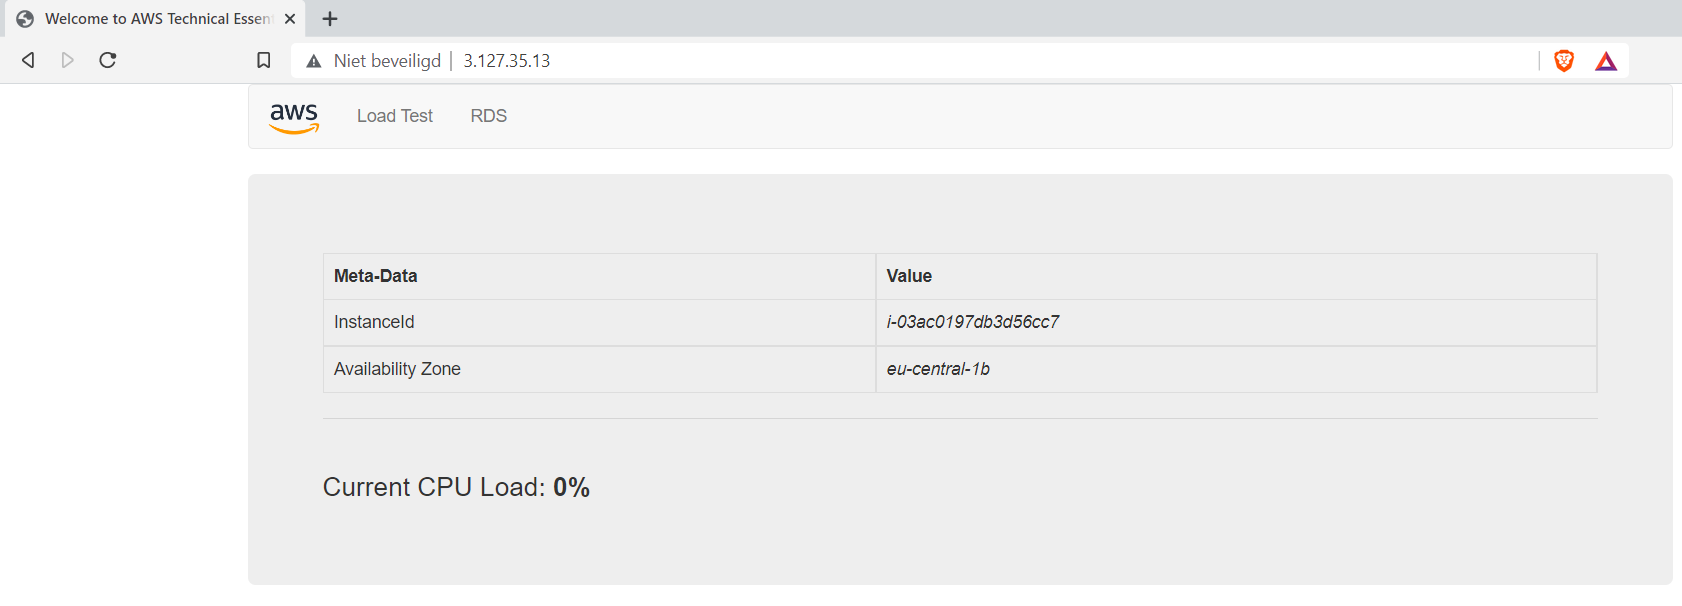 Welcome to AWS Technical Essen
Niet beveiligd | 3.127.35.13
aws Load Test RDS
Meta-Data Value
InstanceId i-03ac0197db3d56cc7
Availability Zone eu-central-1b
Current CPU Load: 0%